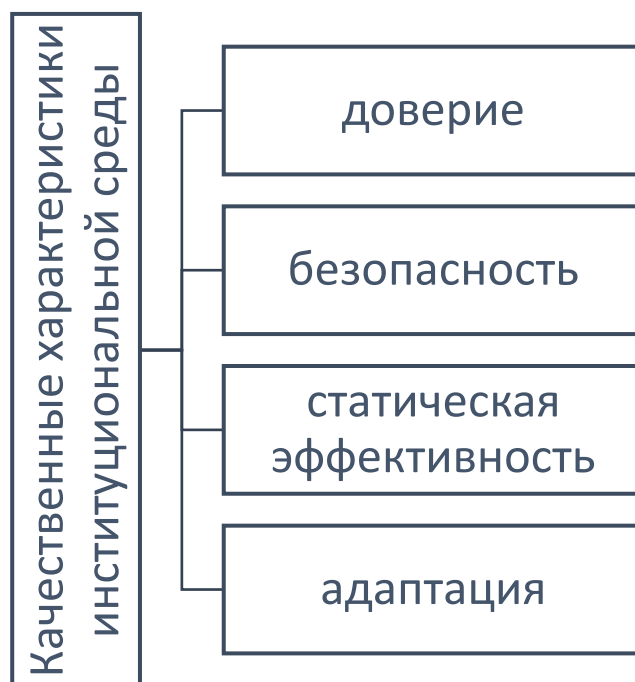 Качественные характеристики
институциональной среды
доверие
безопасность
статическая
эффективность
адаптация